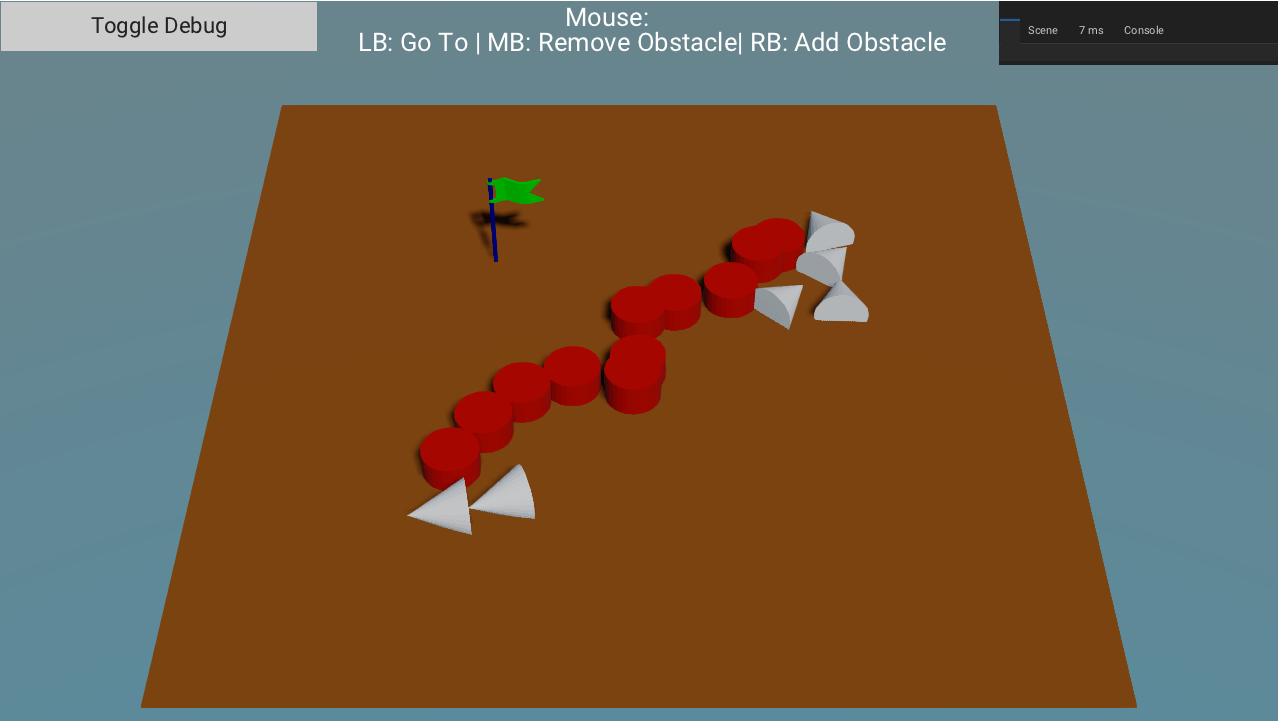 Toggle Debug
Mouse:
LB: Go To | MB: Remove Obstacle| RB: Add Obstacle
Scene 7 ms Console